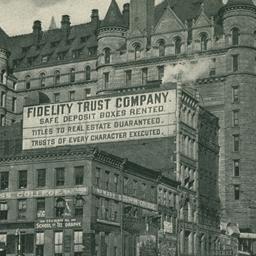 FIDELITY TRUST COMPANY.
SAFE DEPOSIT BOXES RENTED.
TITLES TO REAL ESTATE GUARANTEED.
TRUSTS OF EVERY CHARACTER EXECUTED.
COLLEGE
SCHOOL OF